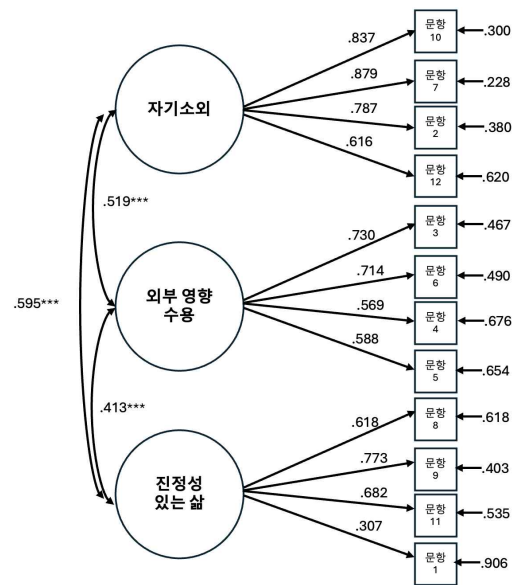 자기소외
.837
문항
10
.300
.879
문항
7
.228
.787
문항
2
.380
.616
문항
12
.620
.519***
외부 영향
수용
.730
문항
3
.467
.714
문항
6
.490
.569
문항
4
.676
.588
문항
5
.654
.595***
.413***
진정성
있는 삶
.618
문항
8
.618
.773
문항
9
.403
.682
문항
11
.535
.307
문항
1
.906